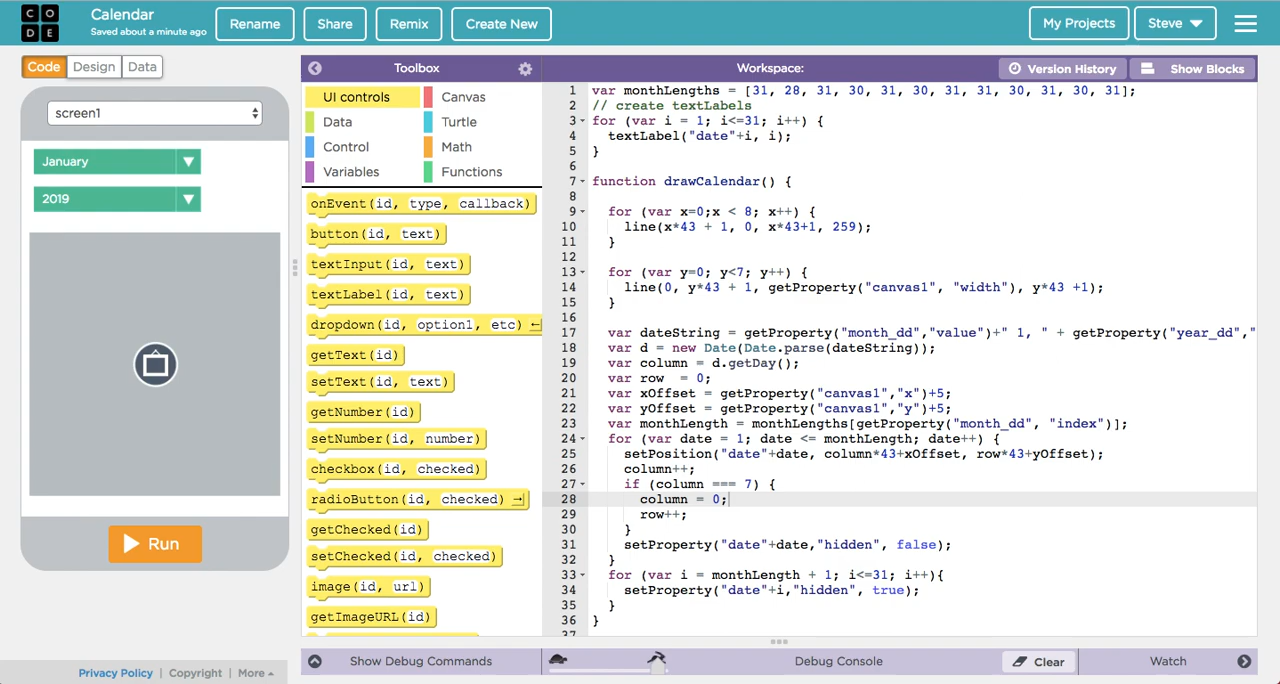 C O
D E
Calendar
Saved about a minute ago
Rename
Share
Remix
Create New
My Projects
Steve
Code
Design
Data
screen1
January
2019
Run
Privacy Policy | Copyright | More
Toolbox
UI controls
Canvas
Data
Turtle
Control
Math
Variables
Functions
onEvent(id, type, callback)
button(id, text)
textInput(id, text)
textLabel(id, text)
dropdown(id, option1, etc)
getText(id)
setText(id, text)
getNumber(id)
setNumber(id, number)
checkbox(id, checked)
radioButton(id, checked)
getChecked(id)
setChecked(id, checked)
image(id, url)
getImageURL(id)
Show Debug Commands
Workspace:
Version History
Show Blocks
1 var monthLengths = [31, 28, 31, 30, 31, 30, 31, 31, 30, 31, 30, 31];
2 // create textLabels
3 for (var i = 1; i<=31; i++) {
4 textLabel("date"+i, i);
5 }
6
7 function drawCalendar() {
8
9 for (var x=0;x < 8; x++) {
10 line(x*43 + 1, 0, x*43+1, 259);
11 }
12
13 for (var y=0; y<7; y++) {
14 line(0, y*43 + 1, getProperty("canvas1", "width"), y*43 +1);
15 }
16
17 var dateString = getProperty("month_dd","value")+" 1, " + getProperty("year_dd","
18 var d = new Date(Date.parse(dateString));
19 var column = d.getDay();
20 var row  = 0;
21 var xOffset = getProperty("canvas1","x")+5;
22 var yOffset = getProperty("canvas1","y")+5;
23 var monthLength = monthLengths[getProperty("month_dd", "index")];
24 for (var date = 1; date <= monthLength; date++) {
25 setPosition("date"+date, column*43+xOffset, row*43+yOffset);
26 column++;
27 if (column === 7) {
28 column = 0;
29 row++;
30 }
31 setProperty("date"+date,"hidden", false);
32 }
33 for (var i = monthLength + 1; i<=31; i++){
34 setProperty("date"+i,"hidden", true);
35 }
36 }
37
Debug Console
Clear
Watch